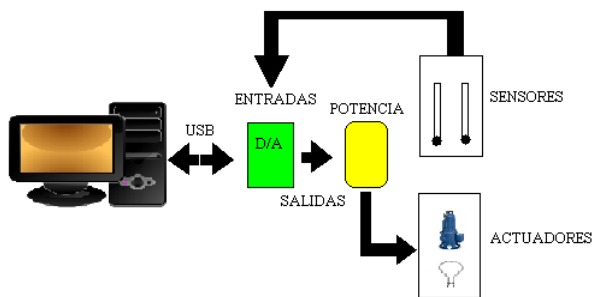 ENTRADAS
POTENCIA
SENSORES
USB
D/A
SALIDAS
ACTUADORES